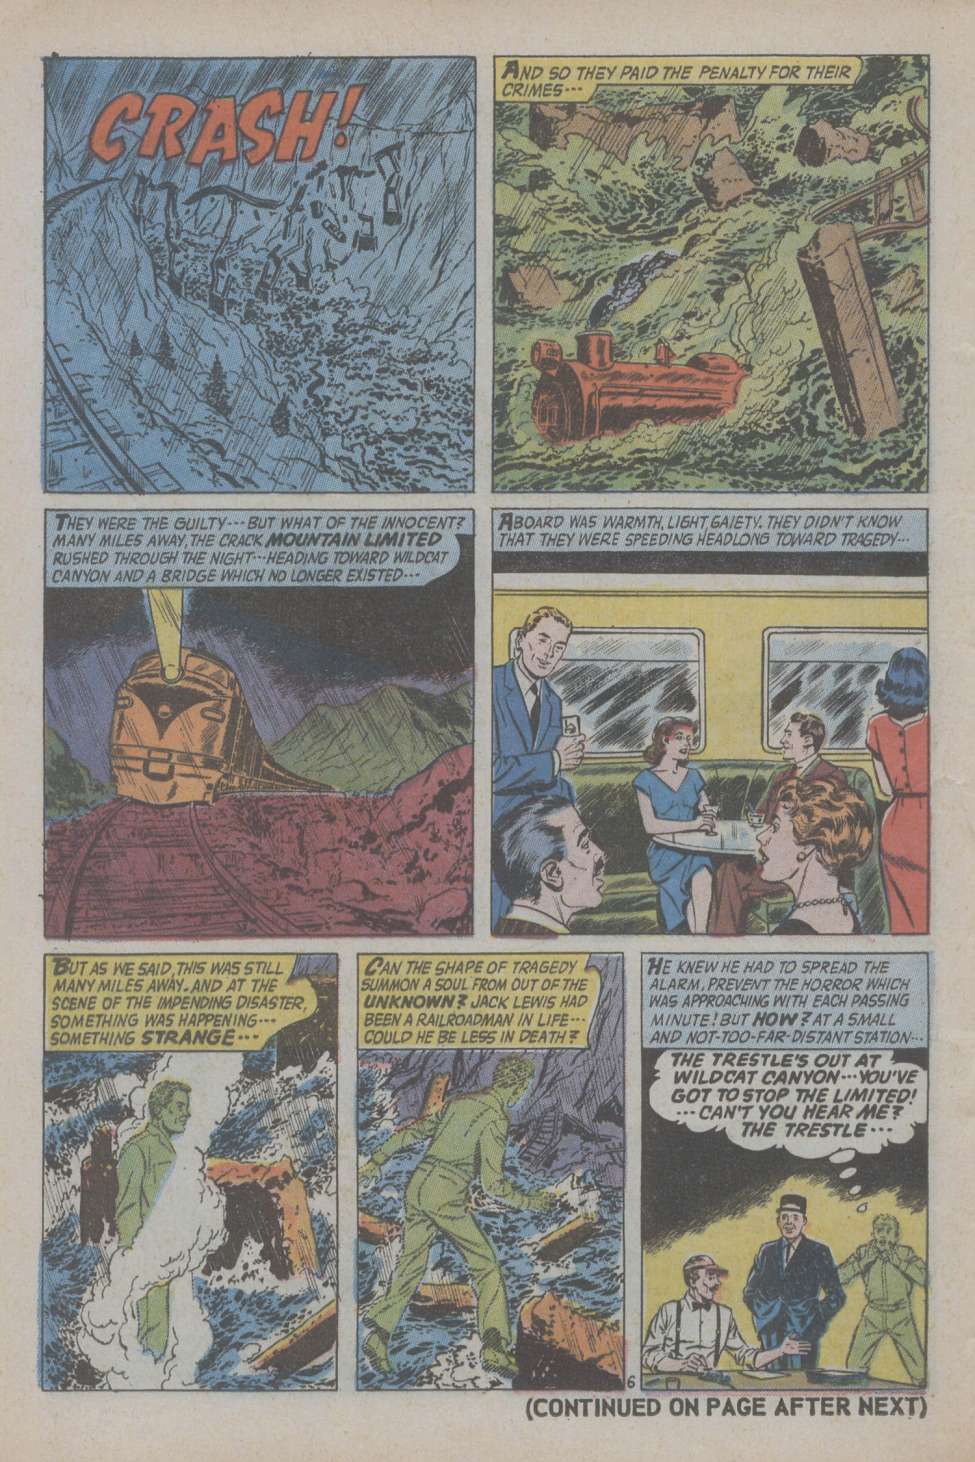 CRASH!
AND SO THEY PAID THE PENALTY FOR THEIR
CRIMES---
THEY WERE THE GUILTY--- BUT WHAT OF THE INNOCENT?
MANY MILES AWAY, THE CRACK MOUNTAIN LIMITED
RUSHED THROUGH THE NIGHT--- HEADING TOWARD WILDCAT
CANYON AND A BRIDGE WHICH NO LONGER EXISTED---
ABOARD WAS WARMTH, LIGHT, GAIETY. THEY DIDN'T KNOW
THAT THEY WERE SPEEDING HEADLONG TOWARD TRAGEDY---
BUT AS WE SAID, THIS WAS STILL
MANY MILES AWAY. AND AT THE
SCENE OF THE IMPENDING DISASTER,
SOMETHING WAS HAPPENING---
SOMETHING STRANGE---
CAN THE SHAPE OF TRAGEDY
SUMMON A SOUL FROM OUT OF THE
UNKNOWN? JACK LEWIS HAD
BEEN A RAILROADMAN IN LIFE---
COULD HE BE LESS IN DEATH?
HE KNEW HE HAD TO SPREAD THE
ALARM, PREVENT THE HORROR WHICH
WAS APPROACHING WITH EACH PASSING
MINUTE! BUT HOW? AT A SMALL
AND NOT-TOO-FAR-DISTANT STATION---
THE TRESTLE'S OUT AT
WILDCAT CANYON---YOU'VE
GOT TO STOP THE LIMITED!
---CAN'T YOU HEAR ME?
THE TRESTLE---
6
(CONTINUED ON PAGE AFTER NEXT)